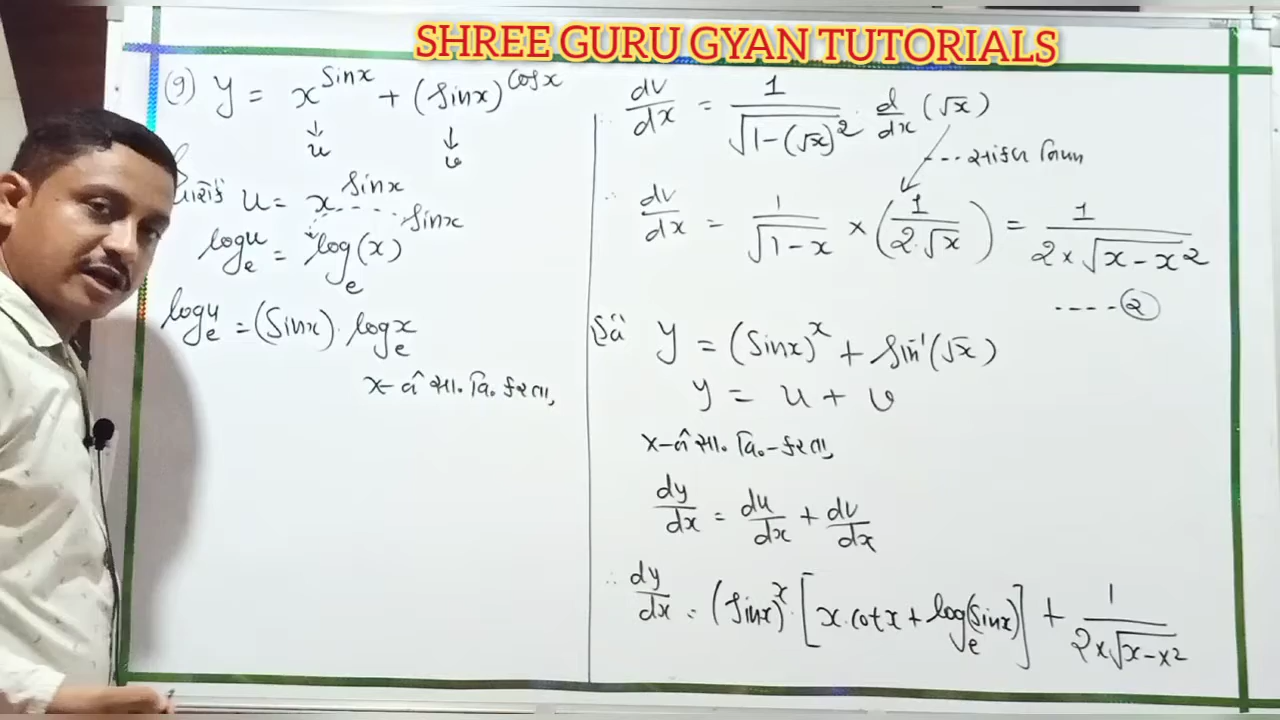 SHREE GURU GYAN TUTORIALS
(9) y = x^sinx + (sinx)^cosx
↓ ↓
u v
u = x^sinx
log_e u = log_e (x)^sinx
log_e u = (sinx) · log_e x
x-ને સા. વિ. કરતા,
∴ dv/dx = 1/√(1-(√x)²) · d/dx (√x)
∴ dv/dx = 1/√(1-x) × (1/(2·√x)) = 1/(2×√(x-x²))
----②
હવે y = (sinx)^x + sin⁻¹(√x)
y = u + v
x-ને સા. વિ.-કરતા,
dy/dx = du/dx + dv/dx
∴ dy/dx = (sinx)^x · [x·cotx + log_e(sinx)] + 1/(2×√(x-x²))